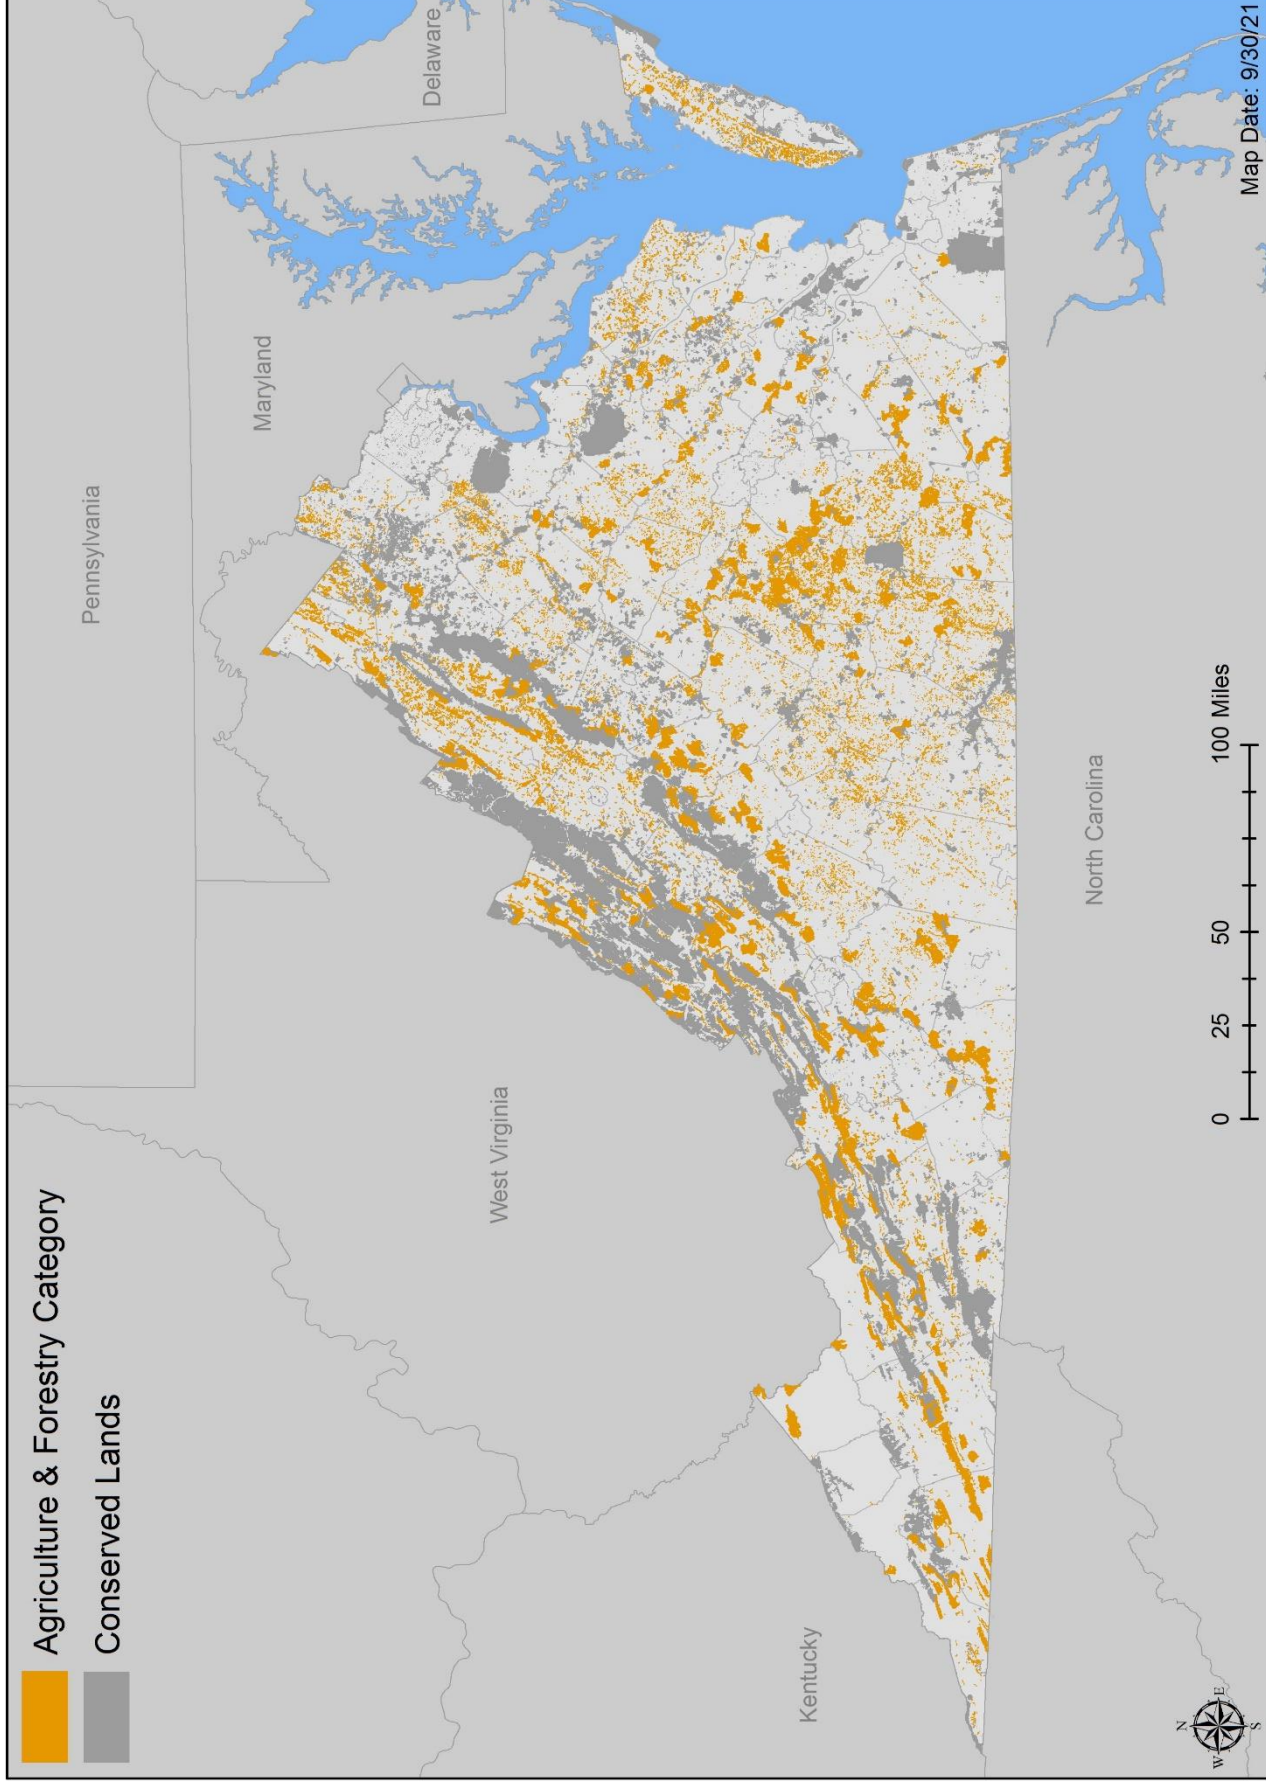 Agriculture & Forestry Category
Conserved Lands
Pennsylvania
Maryland
Delaware
West Virginia
Kentucky
North Carolina
N
W E
S
0 25 50 100 Miles
Map Date: 9/30/21